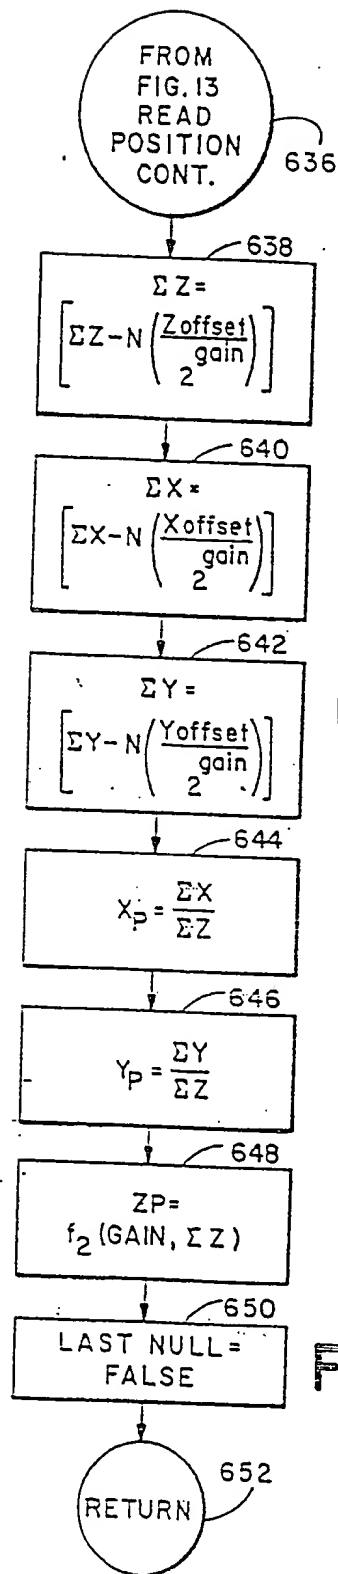 FROM
FIG. 13
READ
POSITION
CONT.
636
638
ΣZ=
[ΣZ-N(Zoffset/2^gain)]
640
ΣX=
[ΣX-N(Xoffset/2^gain)]
642
ΣY=
[ΣY-N(Yoffset/2^gain)]
644
X_P=ΣX/ΣZ
646
Y_P=ΣY/ΣZ
648
ZP=
f_2(GAIN, ΣZ)
650
LAST NULL=
FALSE
F
RETURN
652